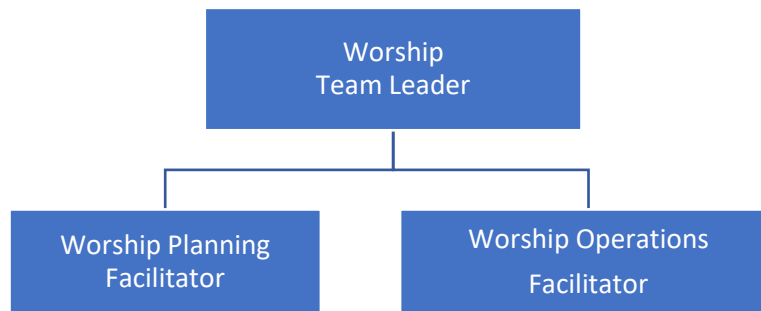 Worship
Team Leader
Worship Planning
Facilitator
Worship Operations
Facilitator